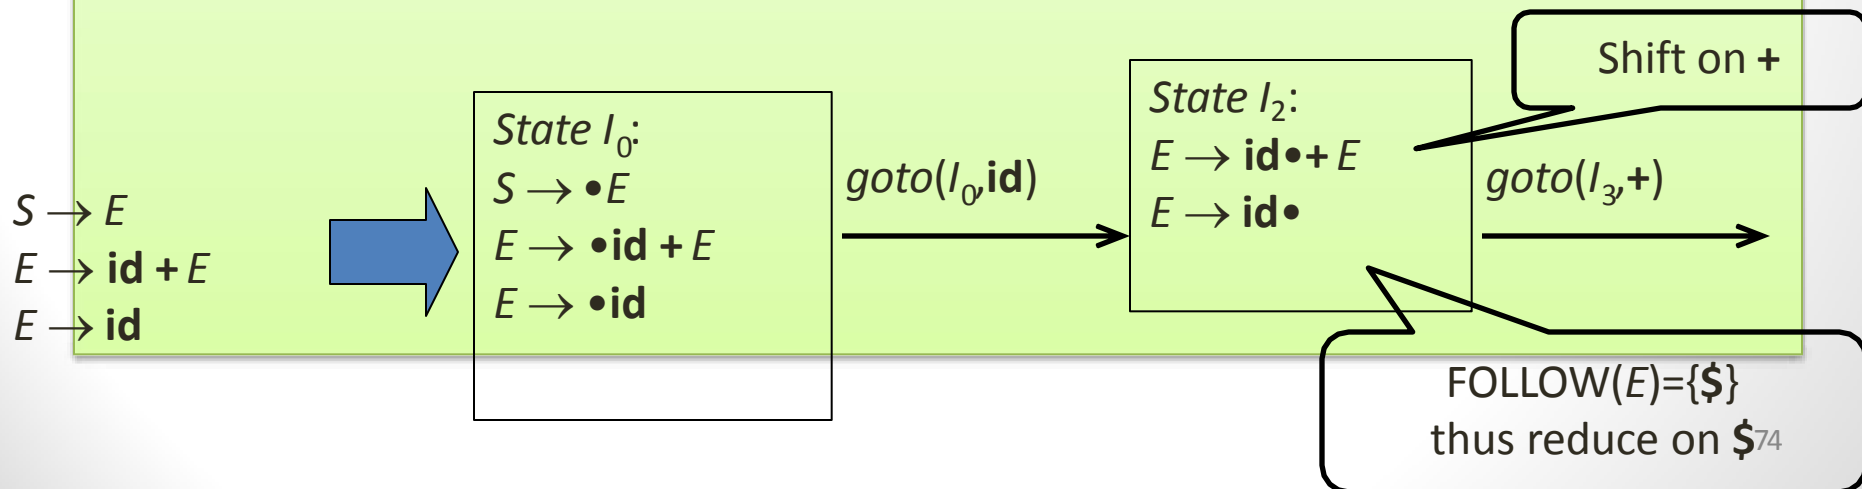 S → E
E → id + E
E → id
State I0:
S → •E
E → •id + E
E → •id
goto(I0,id)
State I2:
E → id•+ E
E → id•
goto(I3,+)
Shift on +
FOLLOW(E)={$}
thus reduce on $
74